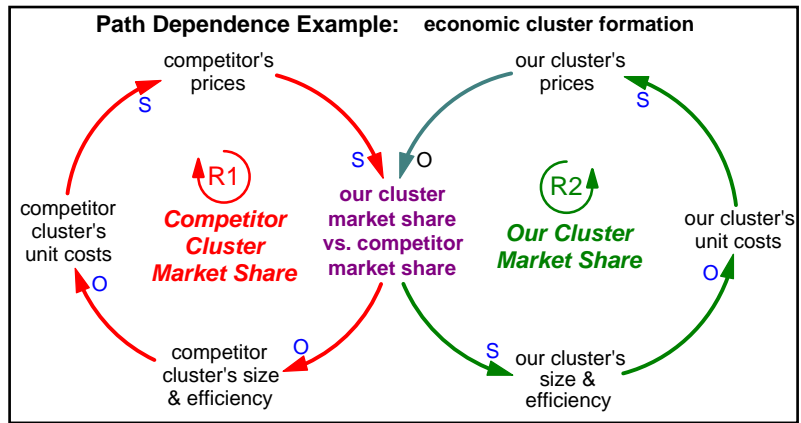 Path Dependence Example: economic cluster formation
competitor's
prices
our cluster's
prices
S
S
S
O
R1
R2
our cluster
market share
vs. competitor
market share
competitor
cluster's
unit costs
Competitor
Cluster
Market Share
Our Cluster
Market Share
our cluster's
unit costs
O
O
O
S
competitor
cluster's size
& efficiency
our cluster's
size &
efficiency